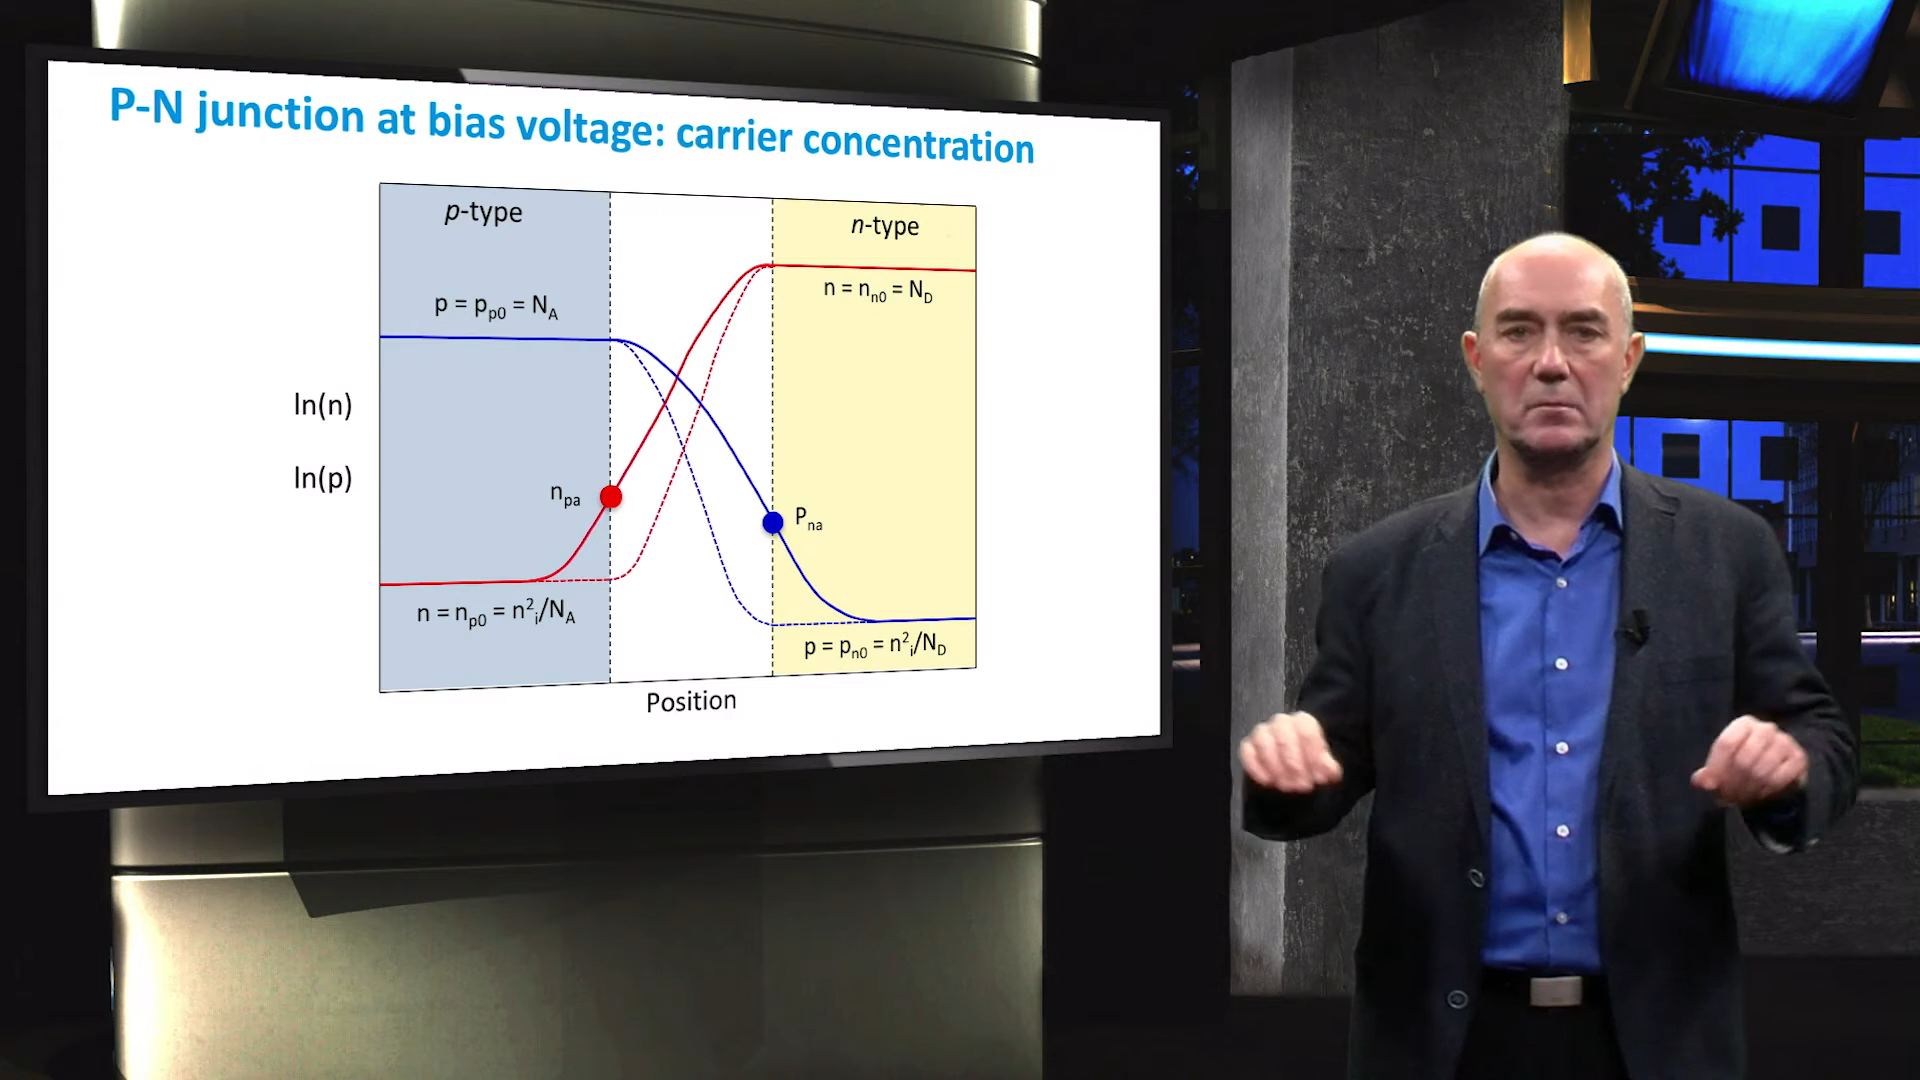 P-N junction at bias voltage: carrier concentration
p-type
n-type
p = pp0 = NA
n = nn0 = ND
ln(n)
ln(p)
npa
Pna
n = np0 = n²i/NA
p = pn0 = n²i/ND
Position